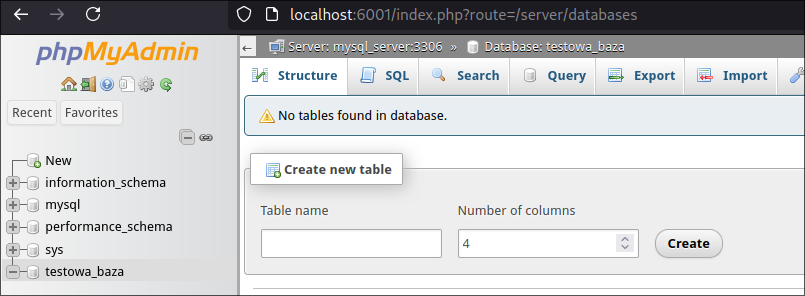 localhost:6001/index.php?route=/server/databases
phpMyAdmin
Server: mysql_server:3306 » Database: testowa_baza
Structure SQL Search Query Export Import
Recent Favorites
No tables found in database.
New
information_schema
mysql
performance_schema
sys
testowa_baza
Create new table
Table name Number of columns
4 Create